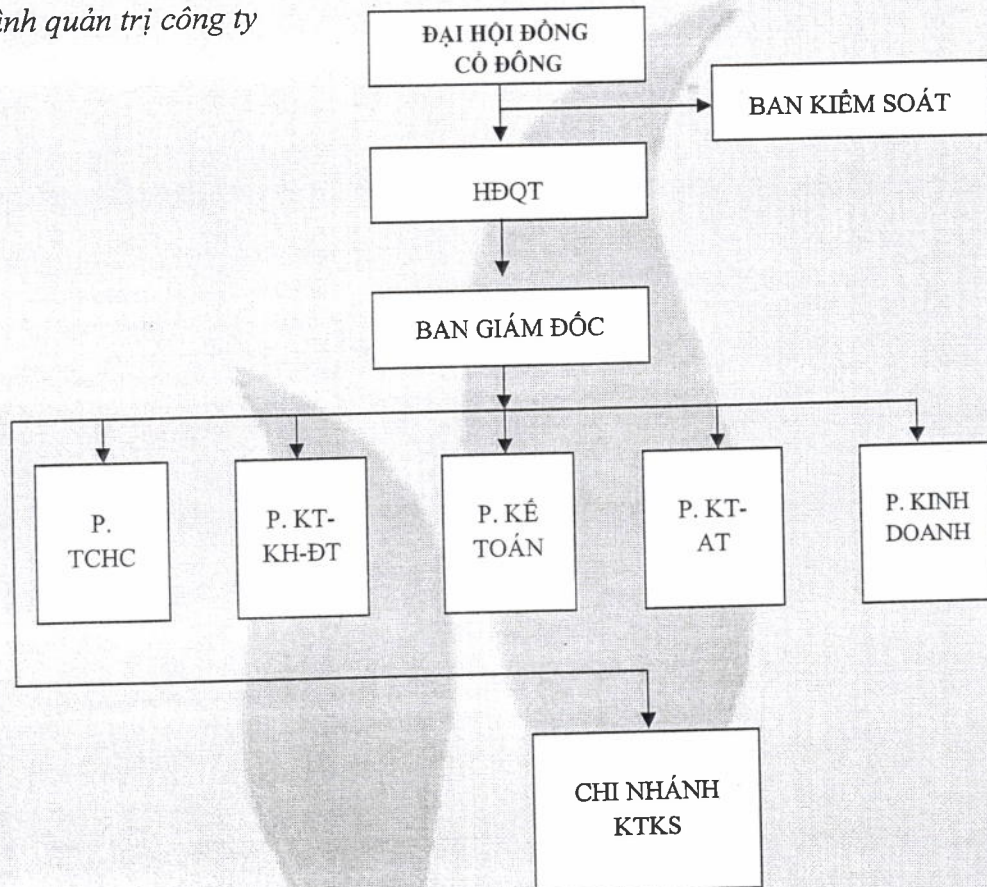 quản trị công ty
ĐẠI HỘI ĐỒNG
CỔ ĐÔNG
BAN KIỂM SOÁT
HĐQT
BAN GIÁM ĐỐC
P.
TCHC
P. KT-
KH-ĐT
P. KẾ
TOÁN
P. KT-
AT
P. KINH
DOANH
CHI NHÁNH
KTKS